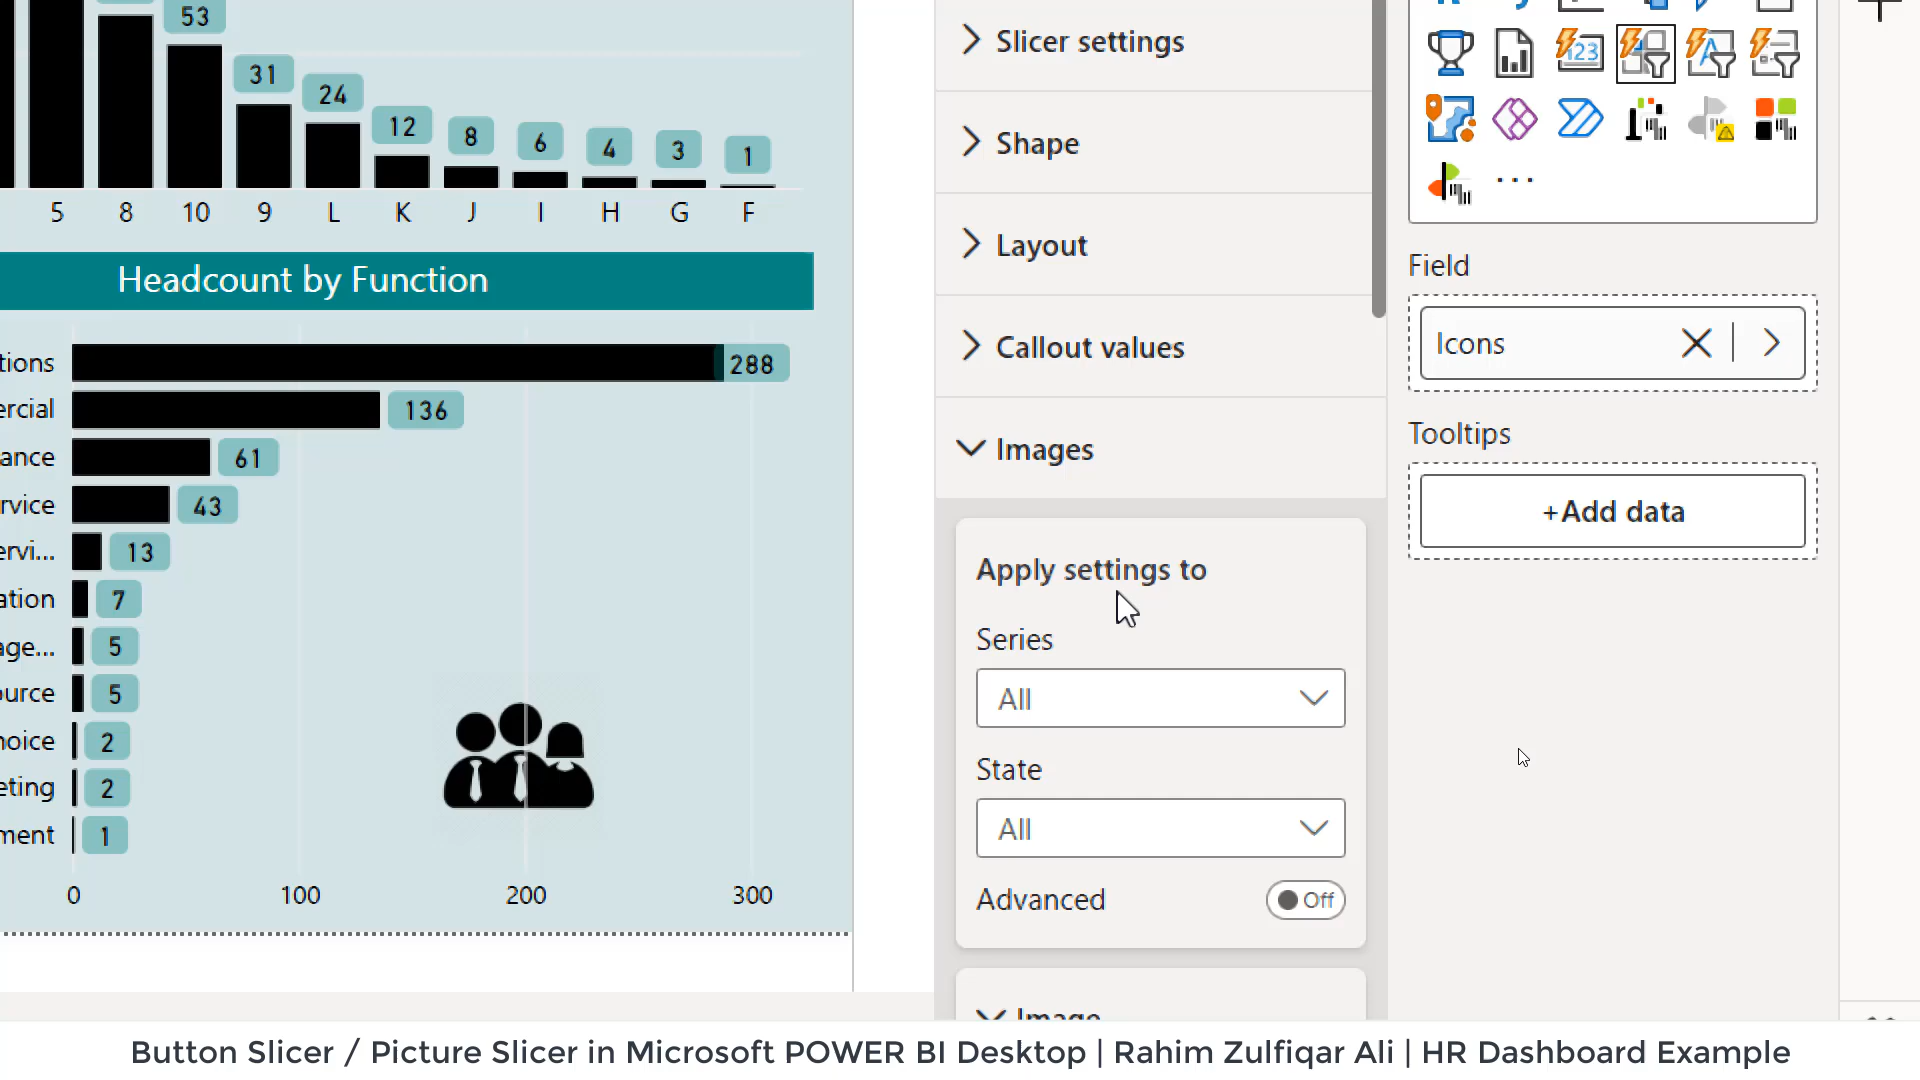 53
31
24
12
8
6
4
3
1
5 8 10 9 L K J I H G F
Headcount by Function
tions 288
ercial 136
ance 61
rvice 43
ervi... 13
ation 7
age... 5
ource 5
hoice 2
eting 2
ment 1
0 100 200 300
Slicer settings
Shape
Layout
Callout values
Images
Apply settings to
Series
All
State
All
Advanced Off
Image
123
A
...
Field
Icons
Tooltips
+Add data
Button Slicer / Picture Slicer in Microsoft POWER BI Desktop | Rahim Zulfiqar Ali | HR Dashboard Example